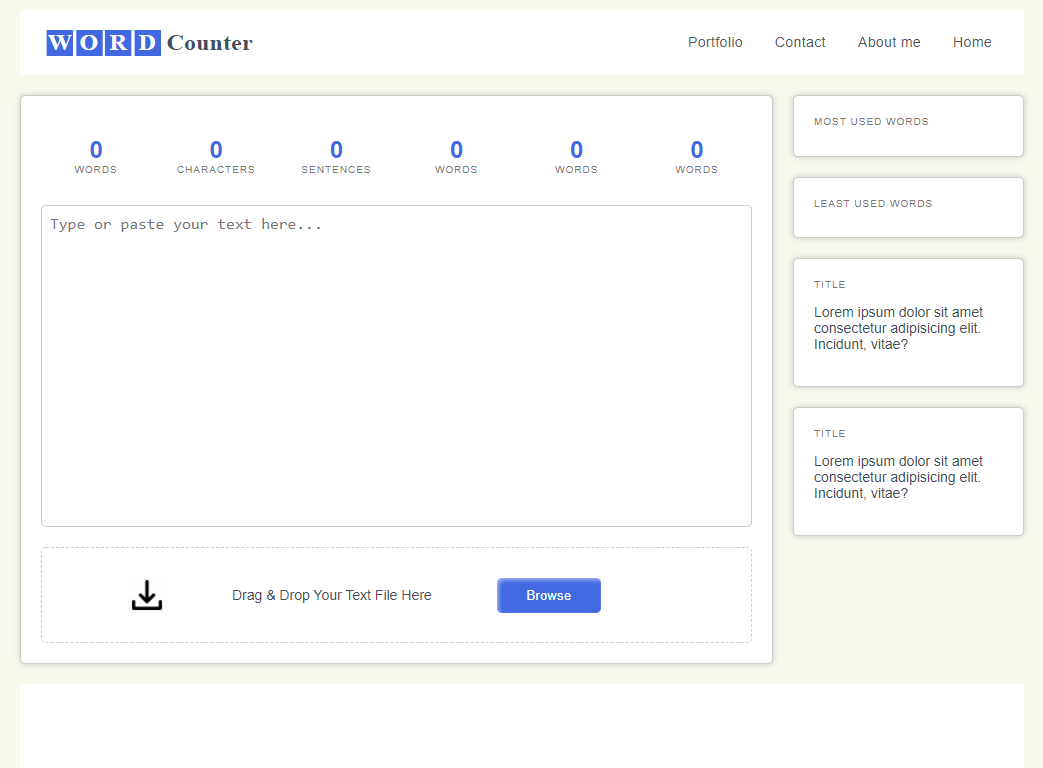 WORD Counter
Portfolio Contact About me Home
0 0 0 0 0 0
WORDS CHARACTERS SENTENCES WORDS WORDS WORDS
Type or paste your text here...
Drag & Drop Your Text File Here
Browse
MOST USED WORDS
LEAST USED WORDS
TITLE
Lorem ipsum dolor sit amet
consectetur adipisicing elit.
Incidunt, vitae?
TITLE
Lorem ipsum dolor sit amet
consectetur adipisicing elit.
Incidunt, vitae?